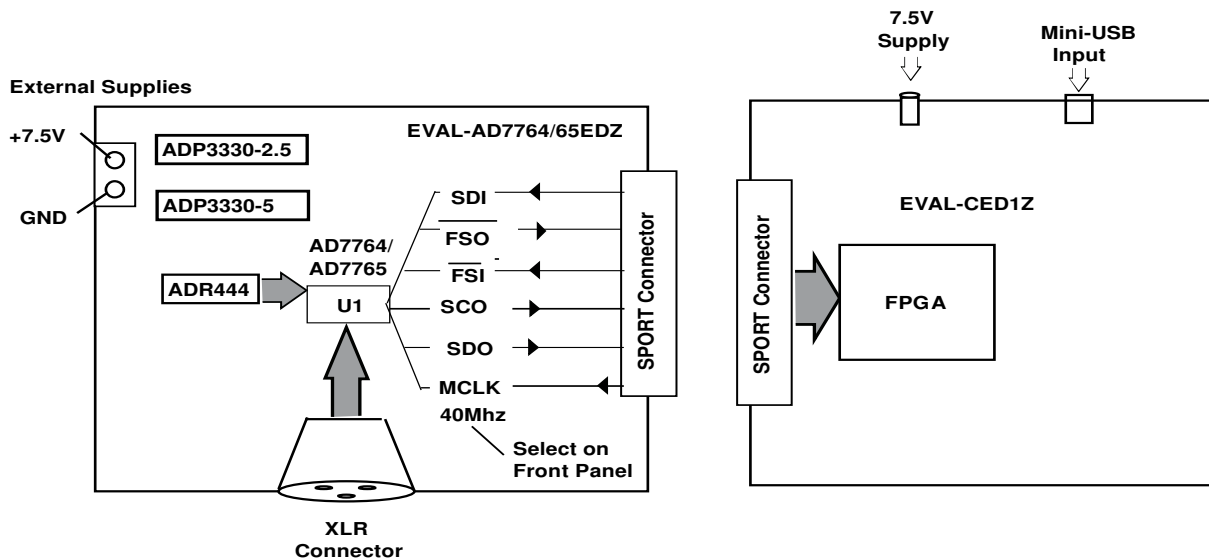 External Supplies
+7.5V
GND
ADP3330-2.5
ADP3330-5
EVAL-AD7764/65EDZ
AD7764/
AD7765
ADR444
U1
SDI
FSO
FSI
SCO
SDO
MCLK
40Mhz
Select on
Front Panel
SPORT Connector
XLR
Connector
7.5V
Supply
Mini-USB
Input
SPORT Connector
EVAL-CED1Z
FPGA